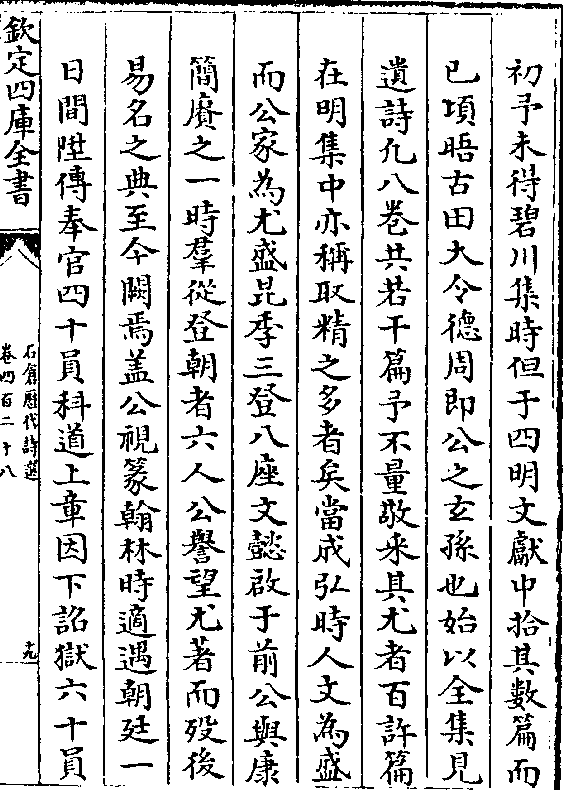 初予未得碧川集時但于四明文獻中拾其數篇而
已項晤古田大令德周即公之玄孫也始以全集見
遺詩凢八卷共若干篇予不量敬采其尤者百許篇
在明集中亦稱取精之多者矣當成弘時人文為盛
而公家為尤盛昆季三登八座文懿啟于前公與康
簡賡之一時羣從登朝者六人公譽望尤著而歿後
易名之典至今闕焉盖公視篆翰林時適遇朝廷一
日間陞傳奉官四十員科道上章因下詔獄六十員
欽定四庫全書
石倉歷代詩選
卷四百二十八
九